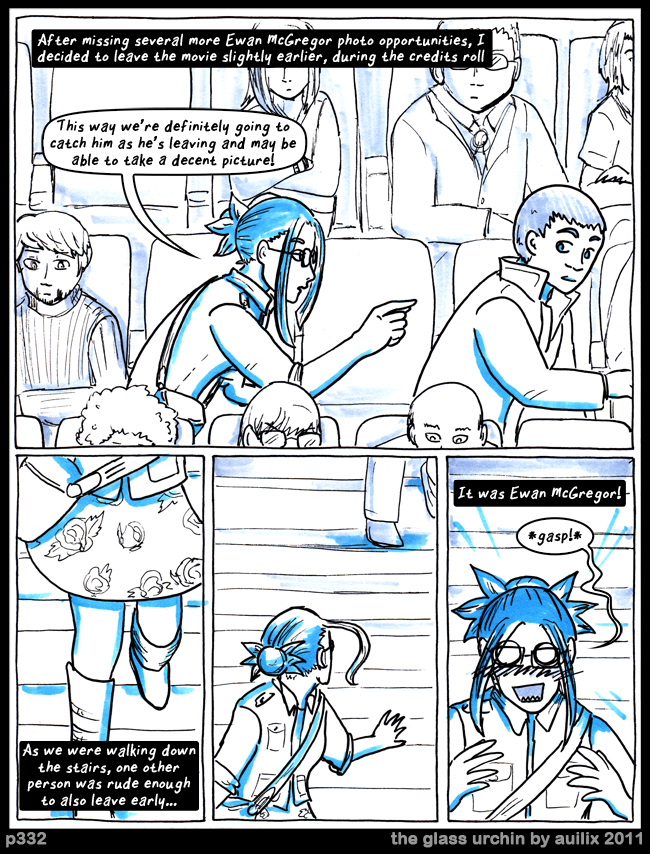 After missing several more Ewan McGregor photo opportunities, I
decided to leave the movie slightly earlier, during the credits roll
This way we're definitely going to
catch him as he's leaving and may be
able to take a decent picture!
As we were walking down
the stairs, one other
person was rude enough
to also leave early...
It was Ewan McGregor!
*gasp!*
p332
the glass urchin by auilix 2011